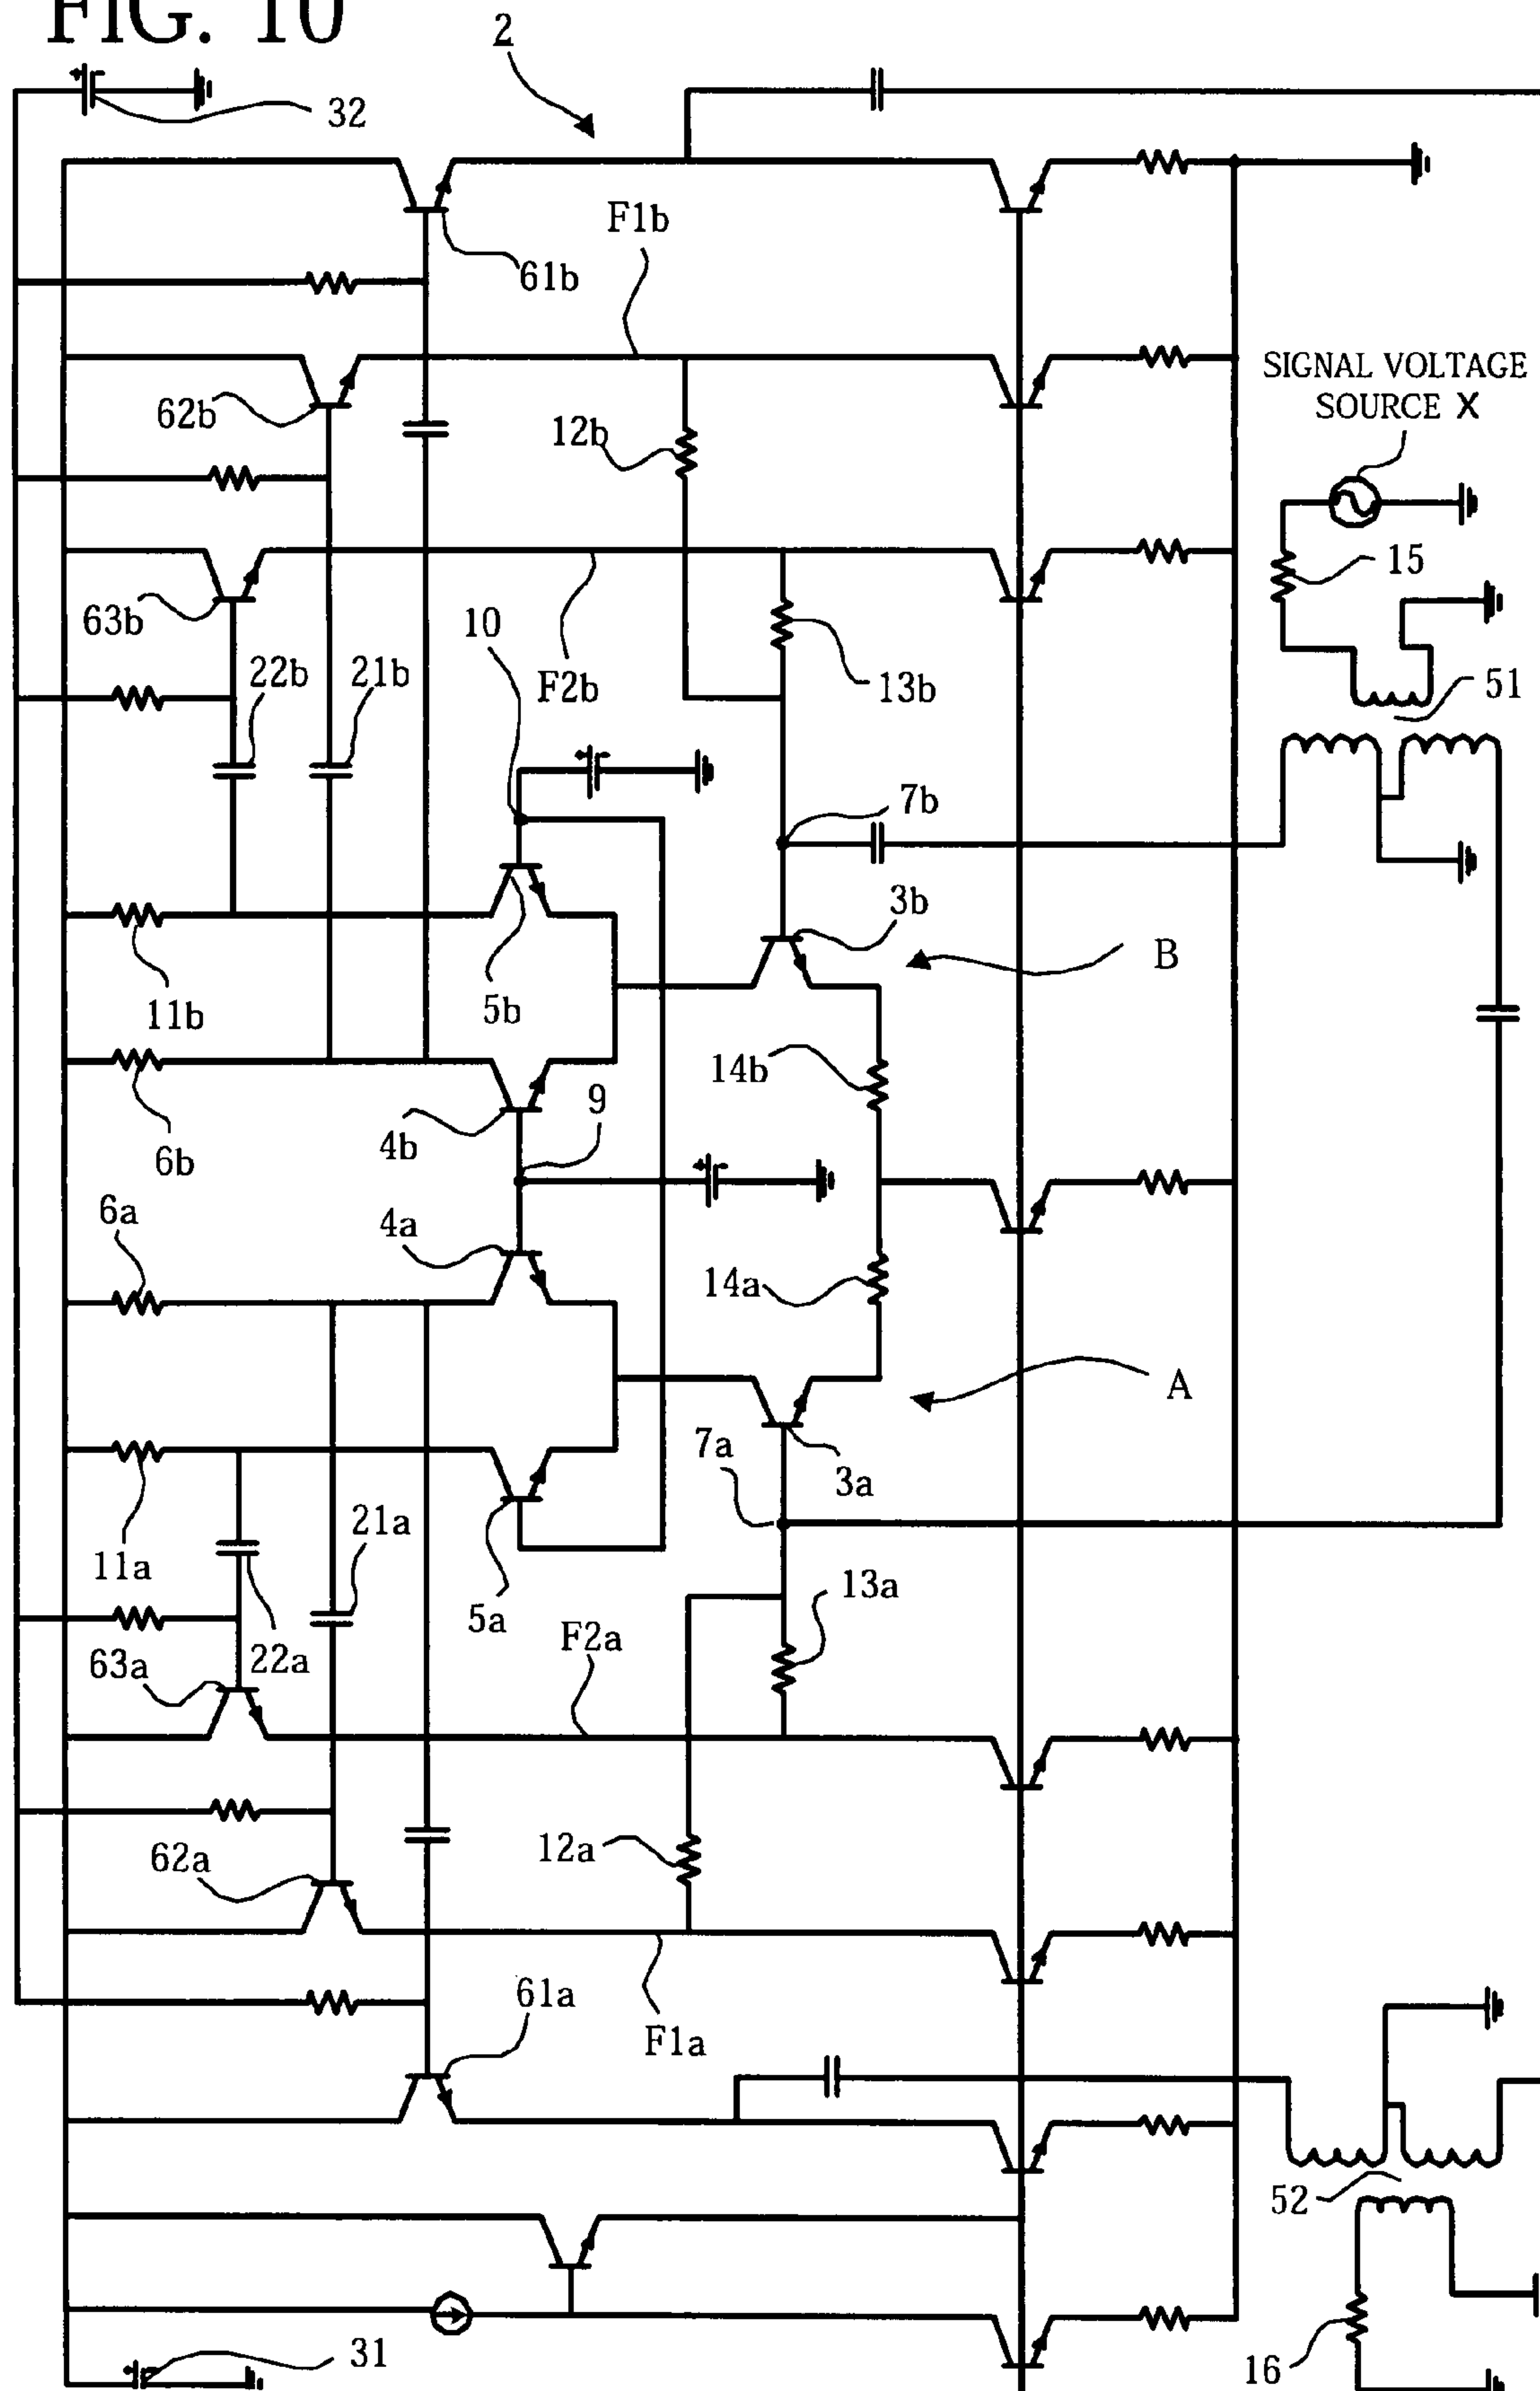 FIG. 10
2
32
F1b
61b
SIGNAL VOLTAGE
SOURCE X
62b
12b
15
63b
10
22b
21b
F2b
13b
51
7b
3b
B
11b
5b
14b
9
4b
6b
6a
4a
14a
A
7a
3a
21a
11a
13a
5a
F2a
22a
63a
12a
62a
61a
F1a
52
31
16